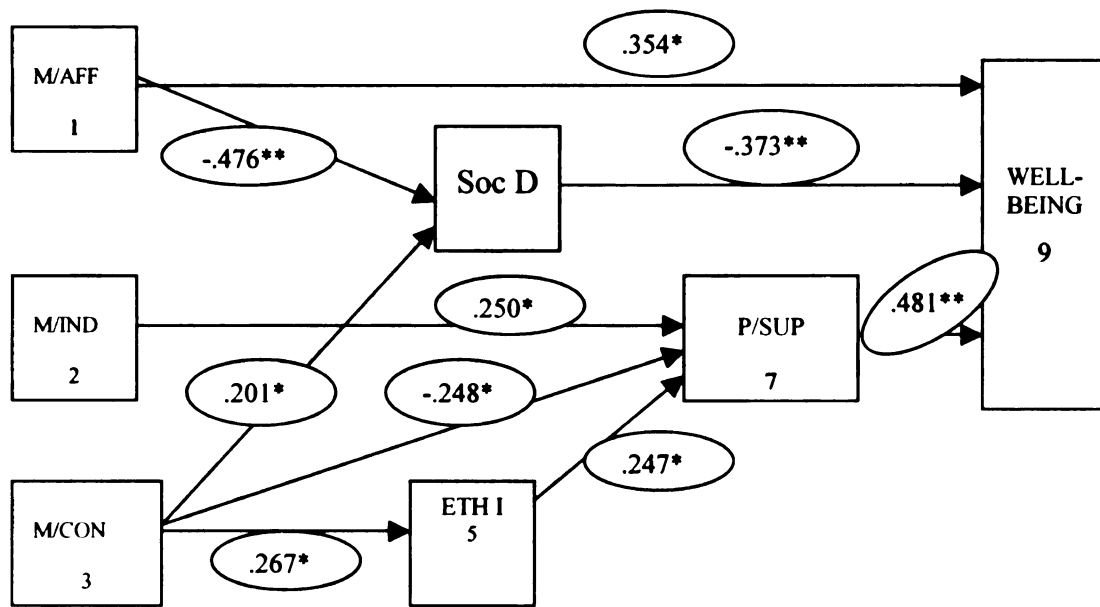 .354*
M/AFF
1
-.476**
Soc D
-.373**
WELL-
BEING
9
M/IND
2
.250*
P/SUP
7
.481**
.201*
-.248*
.247*
M/CON
3
ETH I
5
.267*